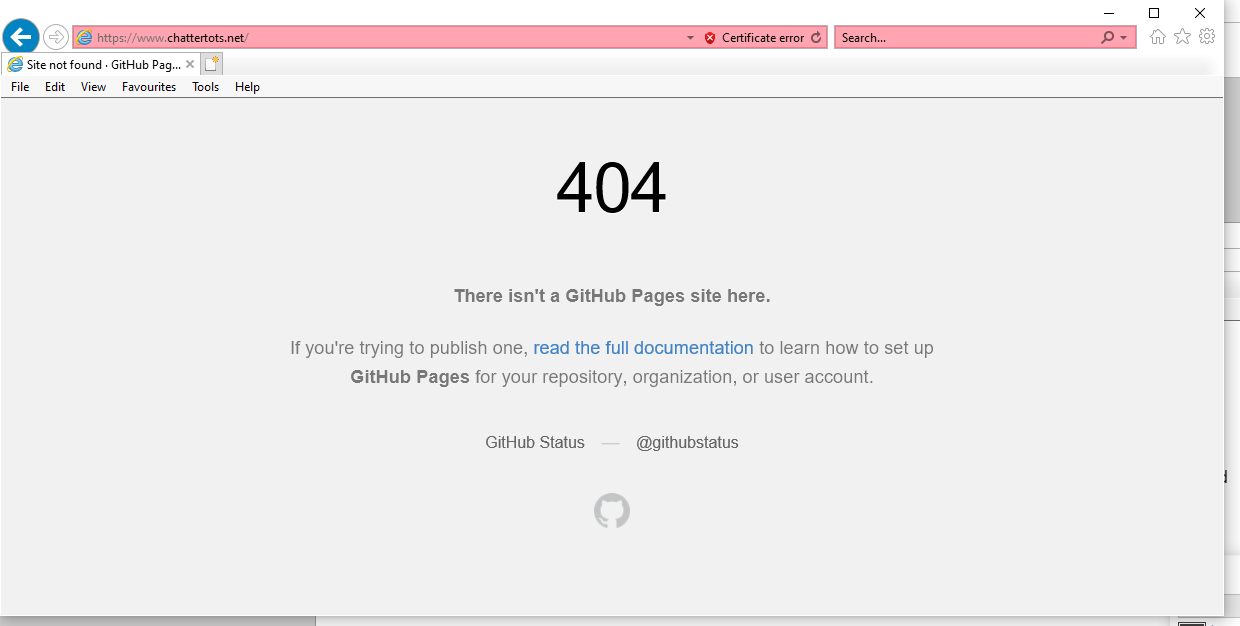 https://www.chattertots.net/
Certificate error
Search...
Site not found · GitHub Pag...
File Edit View Favourites Tools Help
404
There isn't a GitHub Pages site here.
If you're trying to publish one, read the full documentation to learn how to set up
GitHub Pages for your repository, organization, or user account.
GitHub Status — @githubstatus